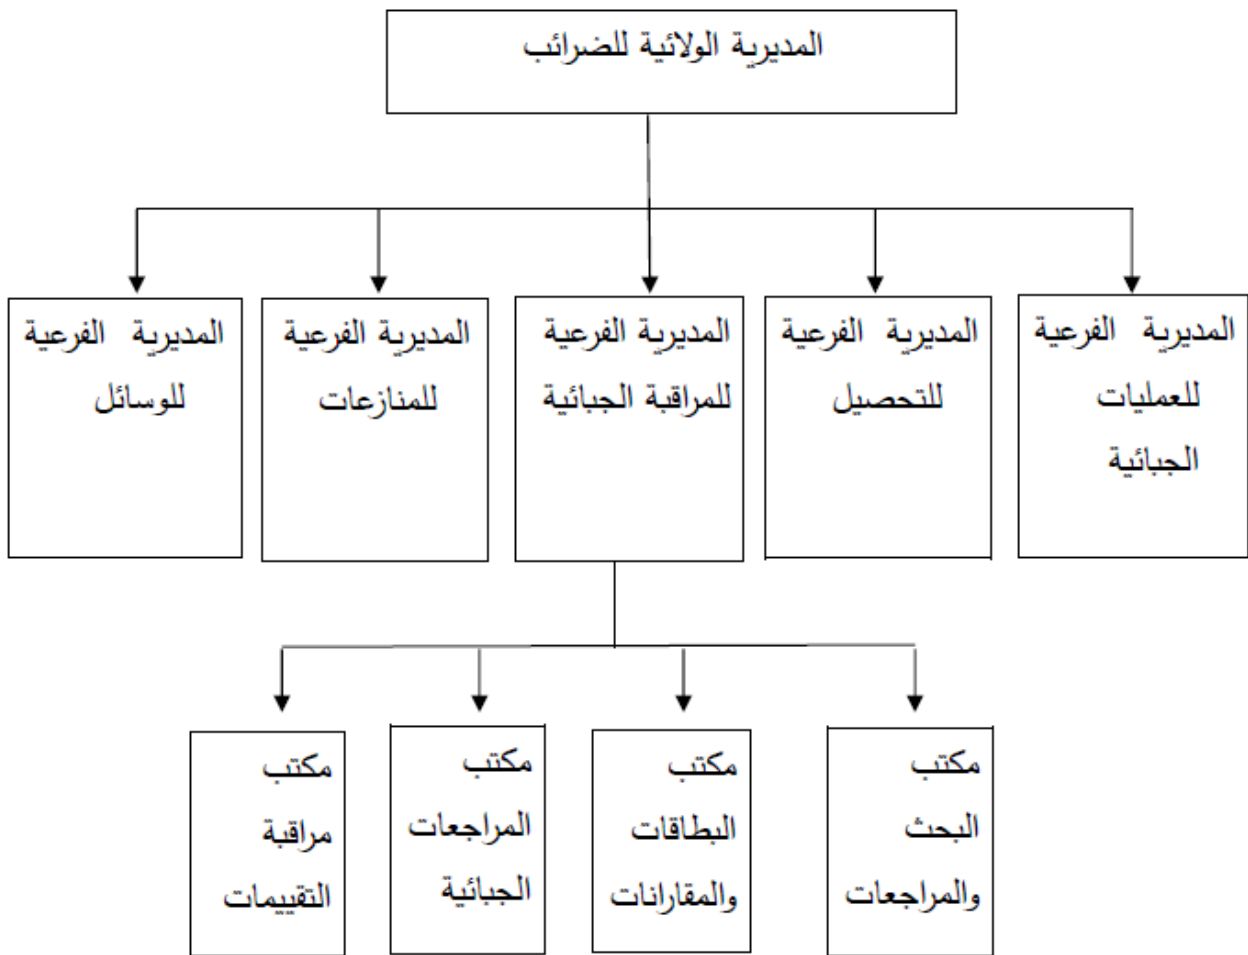 المديرية الولائية للضرائب
المديرية الفرعية
للعمليات
الجبائية
المديرية الفرعية
للتحصيل
المديرية الفرعية
للمراقبة الجبائية
المديرية الفرعية
للمنازعات
المديرية الفرعية
للوسائل
مكتب
البحث
والمراجعات
مكتب
البطاقات
والمقارانات
مكتب
المراجعات
الجبائية
مكتب
مراقبة
التقييمات